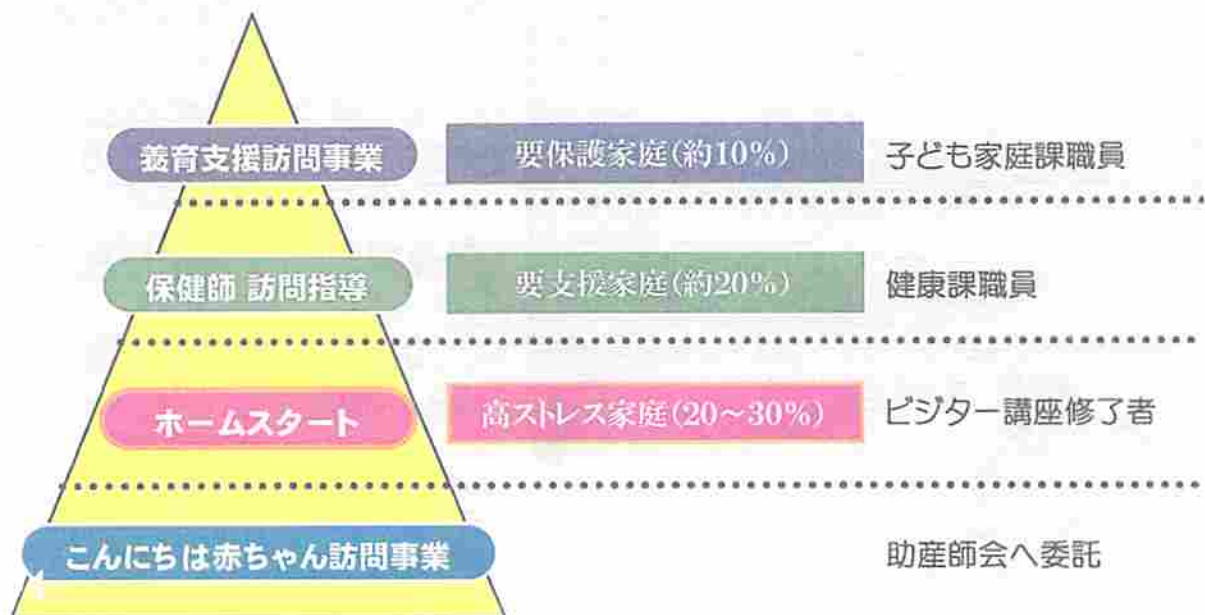 養育支援訪問事業 要保護家庭(約10%) 子ども家庭課職員
保健師 訪問指導 要支援家庭(約20%) 健康課職員
ホームスタート 高ストレス家庭(20～30%) ビジター講座修了者
こんにちは赤ちゃん訪問事業 助産師会へ委託
1